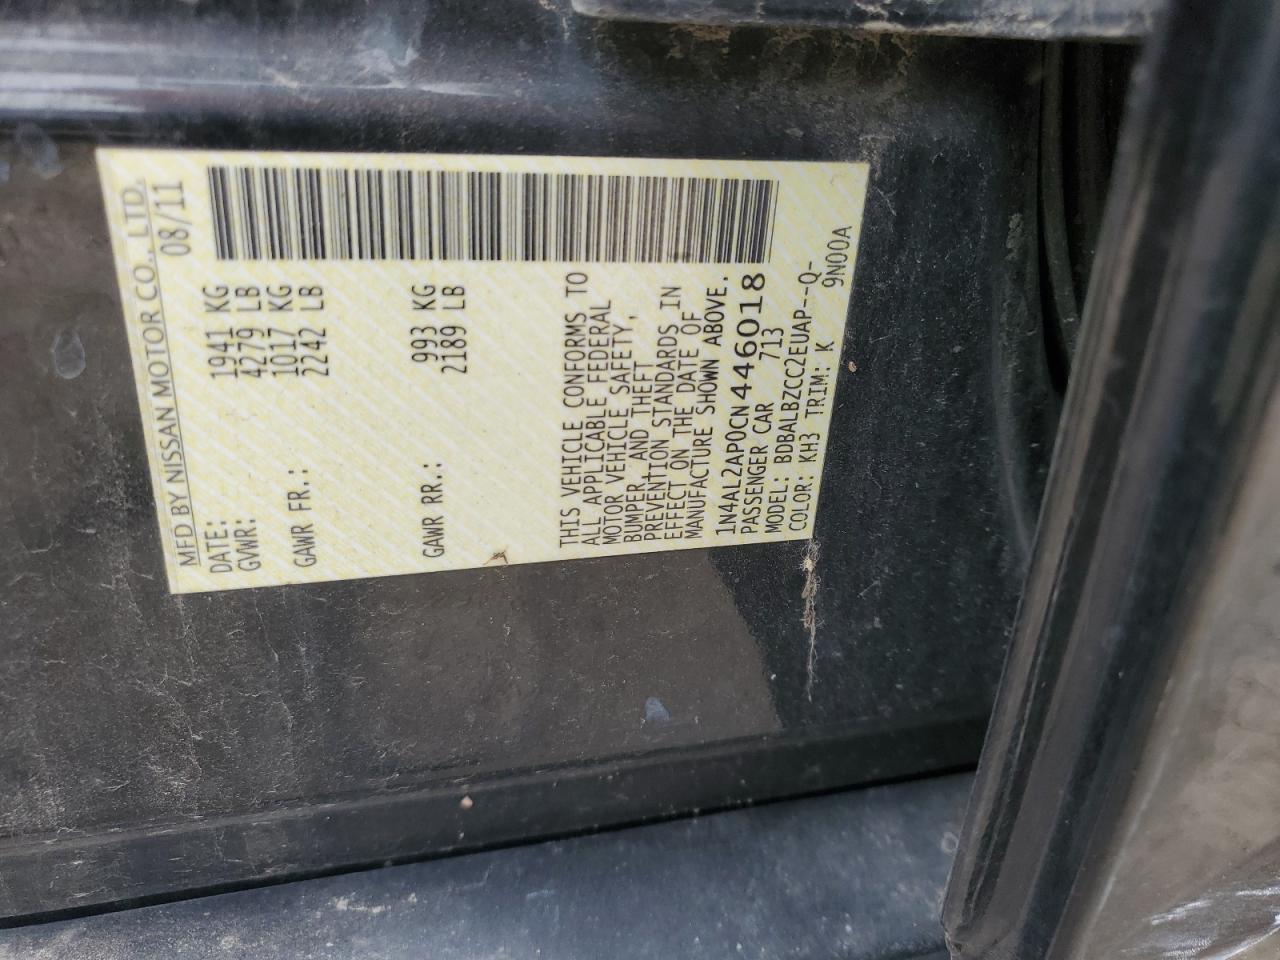 MFD BY NISSAN MOTOR CO., LTD.
DATE: 08/11
GVWR: 1941 KG
4279 LB
GAWR FR.: 1017 KG
2242 LB
GAWR RR.: 993 KG
2189 LB
THIS VEHICLE CONFORMS TO
ALL APPLICABLE FEDERAL
MOTOR VEHICLE SAFETY,
BUMPER, AND THEFT
PREVENTION STANDARDS IN
EFFECT ON THE DATE OF
MANUFACTURE SHOWN ABOVE.
1N4AL2AP0CN446018
PASSENGER CAR 713
MODEL: BDBALBZCC2EUAP---Q-
COLOR: KH3 TRIM: K 9N00A